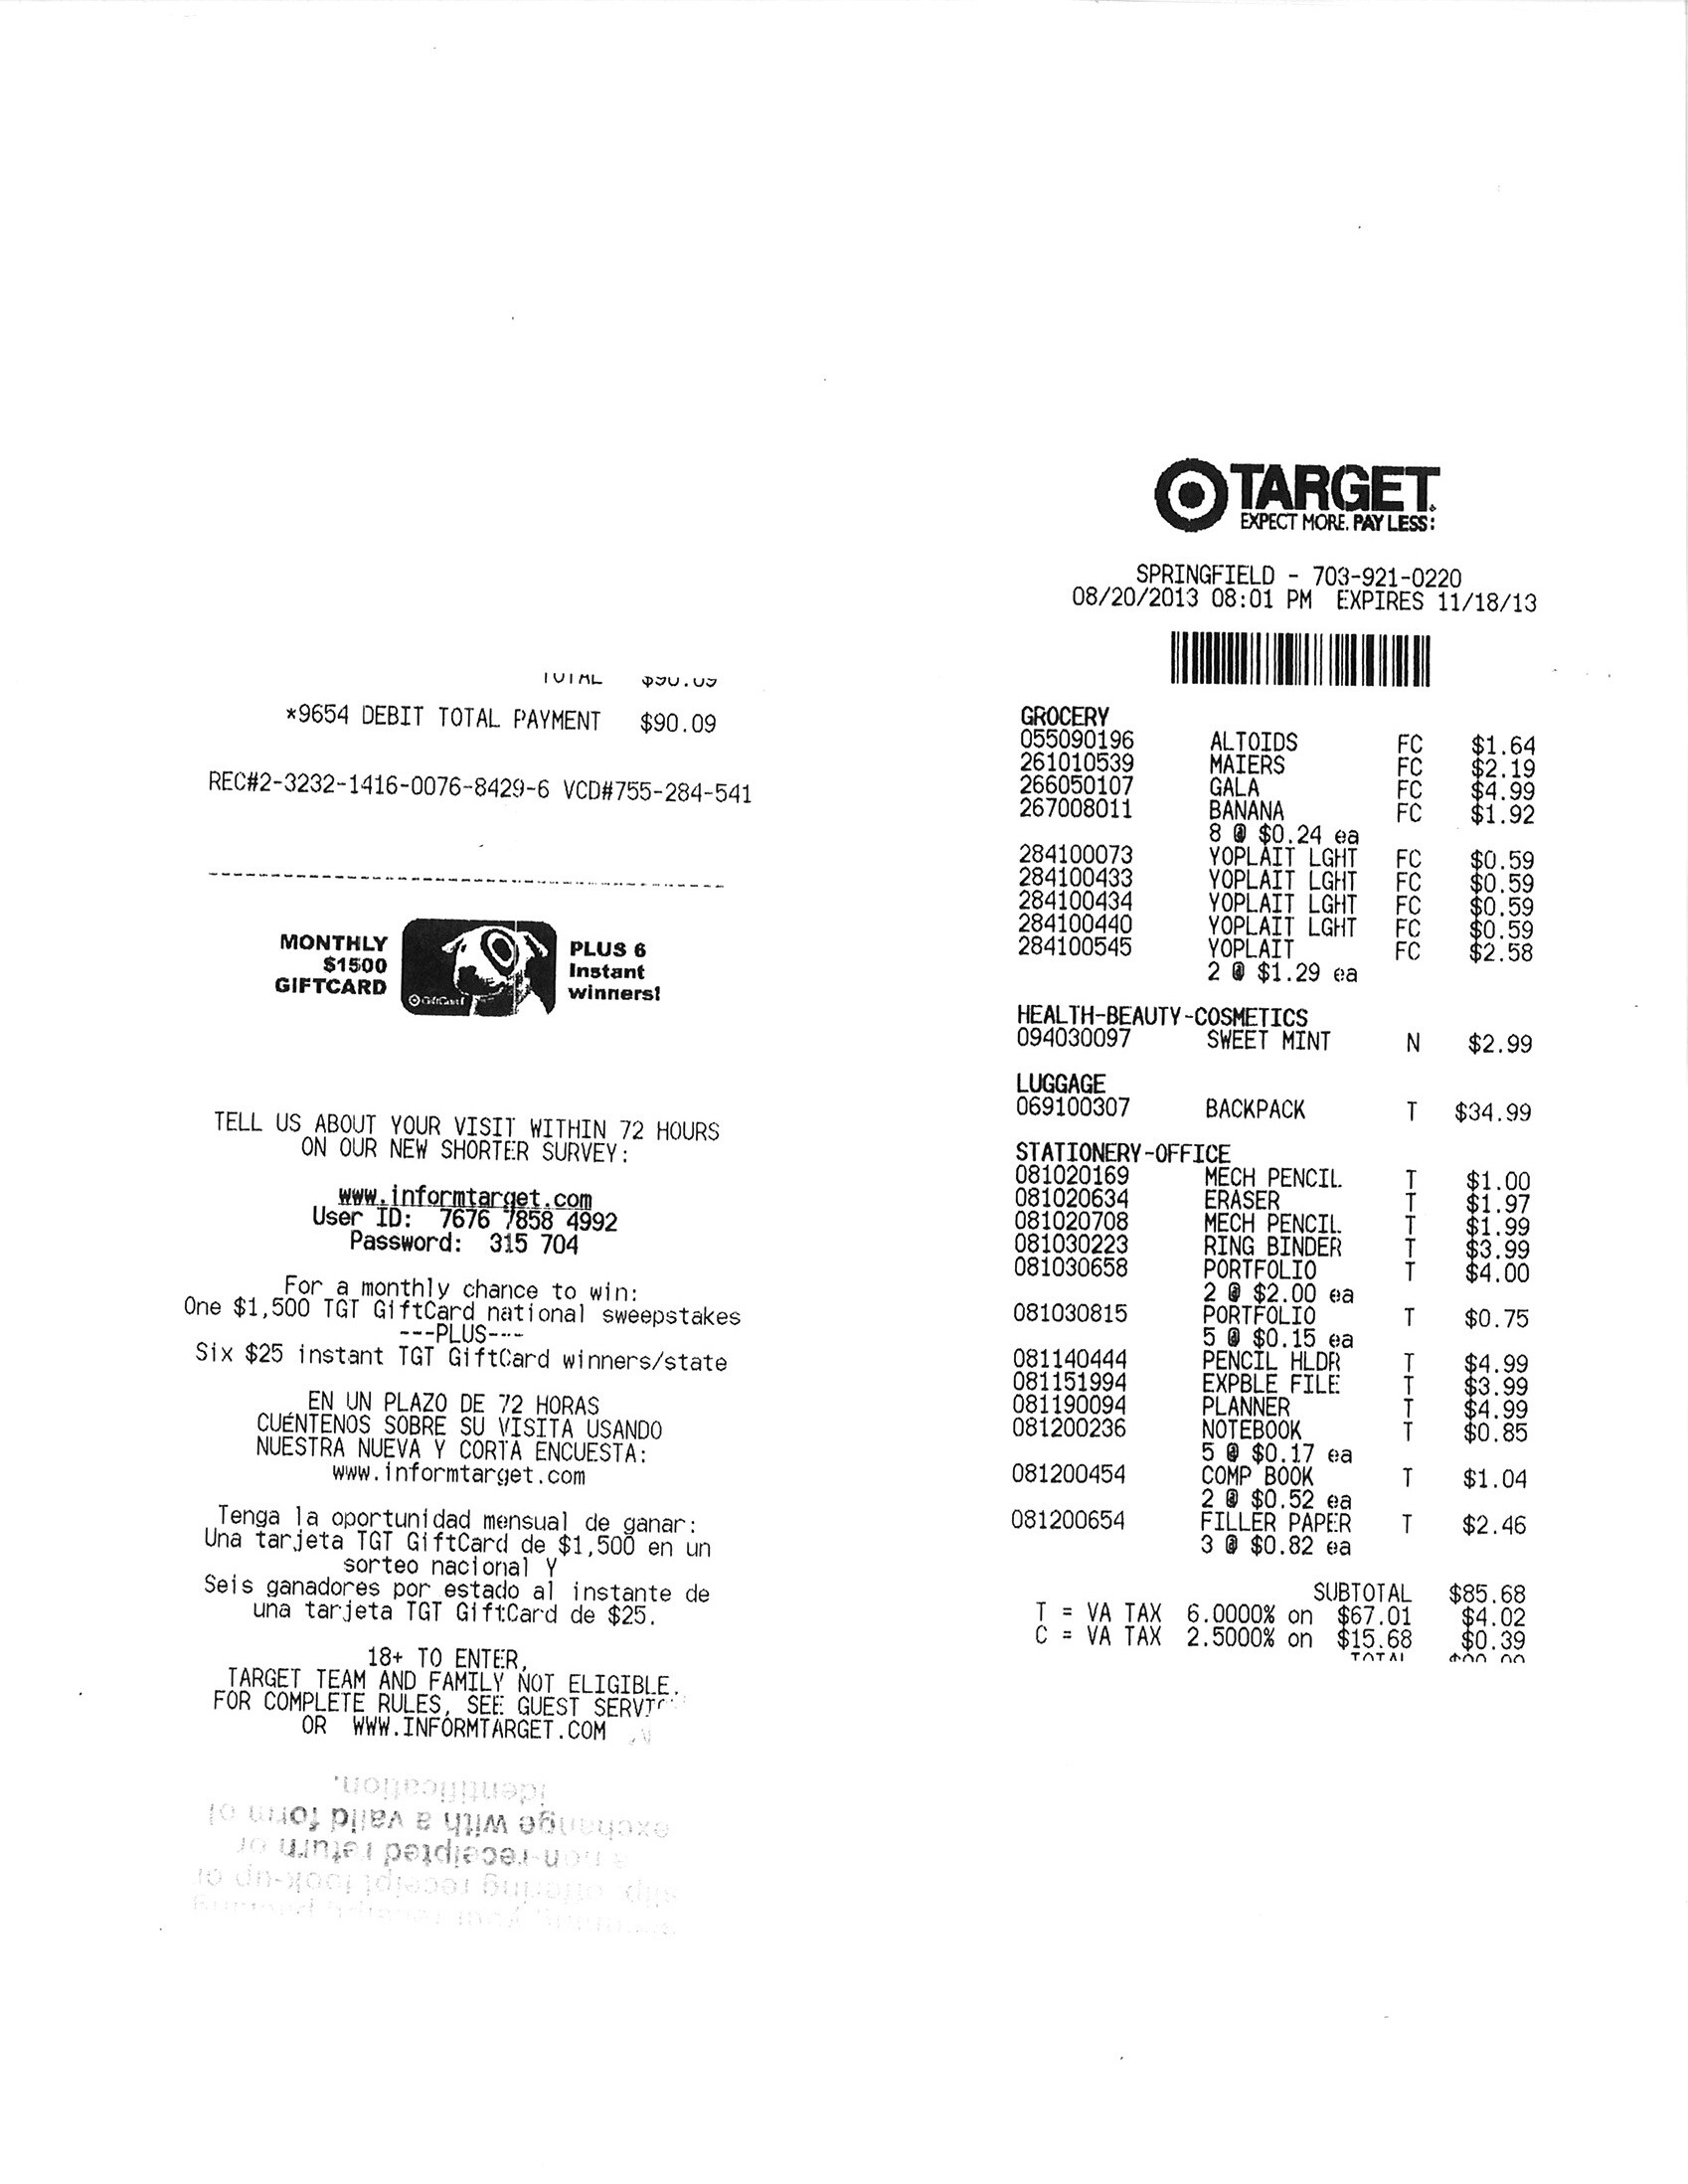 TOTAL $90.09
*9654 DEBIT TOTAL PAYMENT $90.09
REC#2-3232-1416-0076-8429-6 VCD#755-284-541
MONTHLY
$1500
GIFTCARD
GiftCard
PLUS 6
Instant
winners!
TELL US ABOUT YOUR VISIT WITHIN 72 HOURS
ON OUR NEW SHORTER SURVEY:
www.informtarget.com
User ID: 7676 7858 4992
Password: 315 704
For a monthly chance to win:
One $1,500 TGT GiftCard national sweepstakes
---PLUS---
Six $25 instant TGT GiftCard winners/state
EN UN PLAZO DE 72 HORAS
CUÉNTENOS SOBRE SU VISITA USANDO
NUESTRA NUEVA Y CORTA ENCUESTA:
www.informtarget.com
Tenga la oportunidad mensual de ganar:
Una tarjeta TGT GiftCard de $1,500 en un
sorteo nacional Y
Seis ganadores por estado al instante de
una tarjeta TGT GiftCard de $25.
18+ TO ENTER,
TARGET TEAM AND FAMILY NOT ELIGIBLE.
FOR COMPLETE RULES, SEE GUEST
OR WWW.INFORMTARGET.COM
receipt look-up or
non-receipted return or
exchange with a valid form of
identification.
TARGET.
EXPECT MORE. PAY LESS.
SPRINGFIELD - 703-921-0220
08/20/2013 08:01 PM EXPIRES 11/18/13
GROCERY
055090196 ALTOIDS FC $1.64
261010539 MAIERS FC $2.19
266050107 GALA FC $4.99
267008011 BANANA FC $1.92
8 @ $0.24 ea
284100073 YOPLAIT LGHT FC $0.59
284100433 YOPLAIT LGHT FC $0.59
284100434 YOPLAIT LGHT FC $0.59
284100440 YOPLAIT LGHT FC $0.59
284100545 YOPLAIT FC $2.58
2 @ $1.29 ea
HEALTH-BEAUTY-COSMETICS
094030097 SWEET MINT N $2.99
LUGGAGE
069100307 BACKPACK T $34.99
STATIONERY-OFFICE
081020169 MECH PENCIL T $1.00
081020634 ERASER T $1.97
081020708 MECH PENCIL T $1.99
081030223 RING BINDER T $3.99
081030658 PORTFOLIO T $4.00
2 @ $2.00 ea
081030815 PORTFOLIO T $0.75
5 @ $0.15 ea
081140444 PENCIL HLDR T $4.99
081151994 EXPBLE FILE T $3.99
081190094 PLANNER T $4.99
081200236 NOTEBOOK T $0.85
5 @ $0.17 ea
081200454 COMP BOOK T $1.04
2 @ $0.52 ea
081200654 FILLER PAPER T $2.46
3 @ $0.82 ea
SUBTOTAL $85.68
T = VA TAX 6.0000% on $67.01 $4.02
C = VA TAX 2.5000% on $15.68 $0.39
TOTAL $90.09